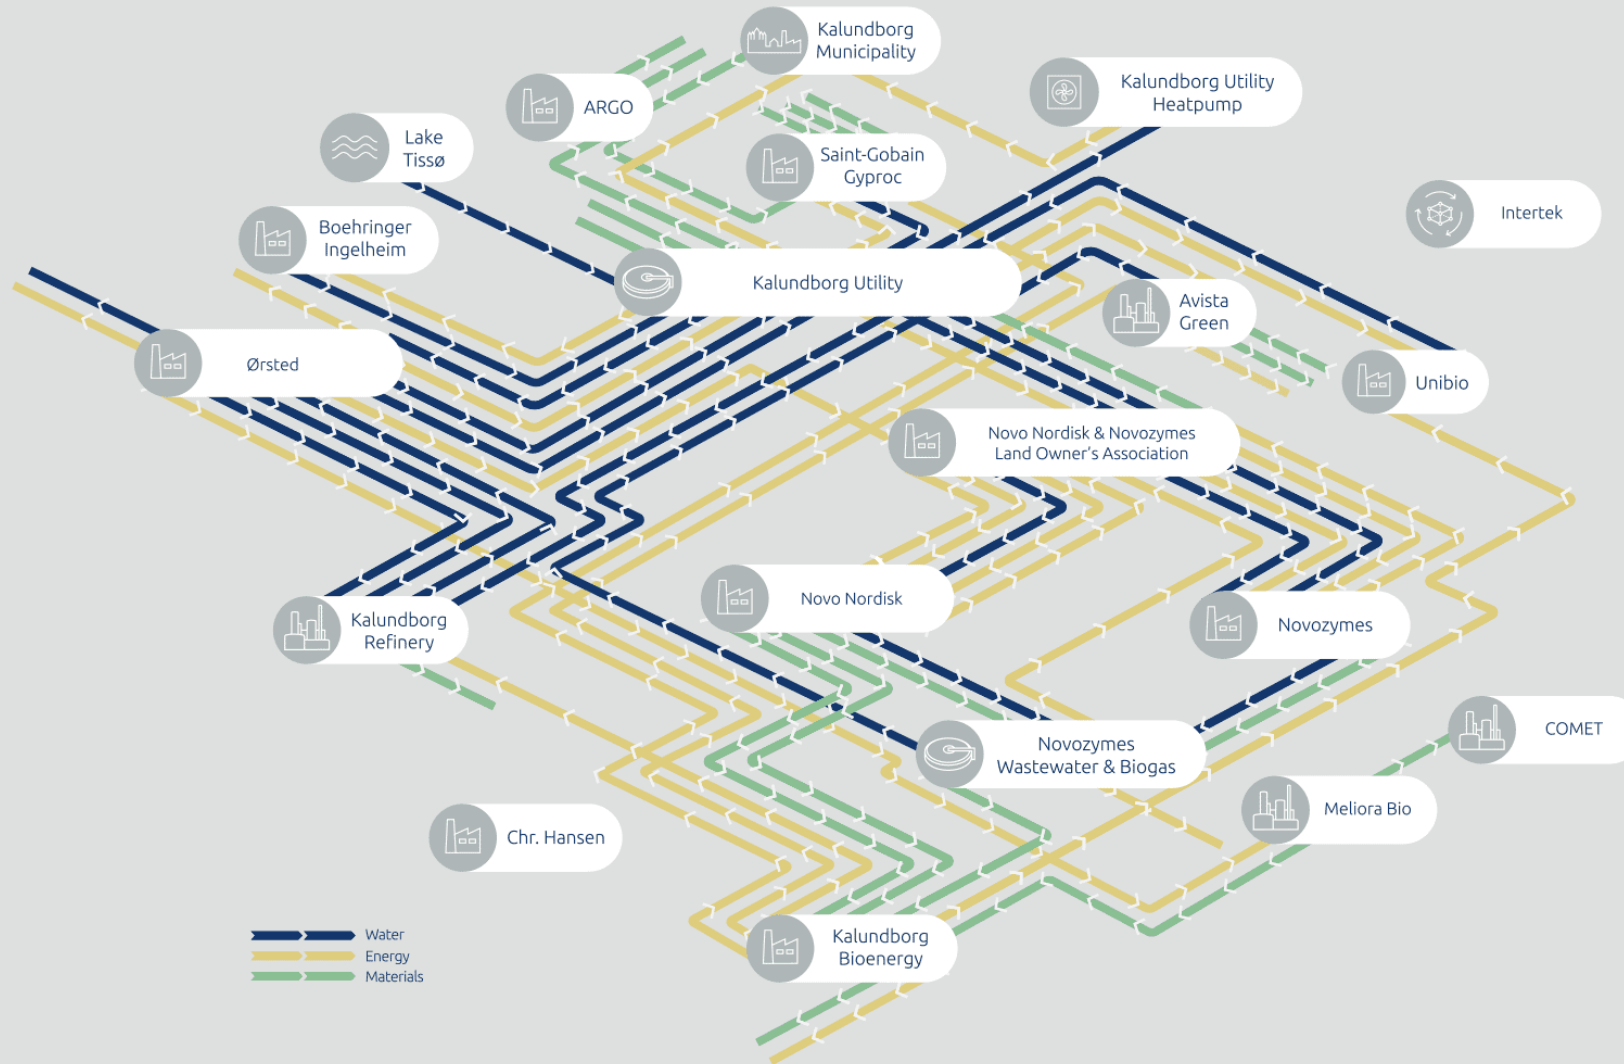 Kalundborg
Municipality
Kalundborg Utility
Heatpump
ARGO
Lake
Tissø
Saint-Gobain
Gyproc
Intertek
Boehringer
Ingelheim
Kalundborg Utility
Avista
Green
Ørsted
Unibio
Novo Nordisk & Novozymes
Land Owner's Association
Novo Nordisk
Kalundborg
Refinery
Novozymes
COMET
Novozymes
Wastewater & Biogas
Meliora Bio
Chr. Hansen
Kalundborg
Bioenergy
Water
Energy
Materials